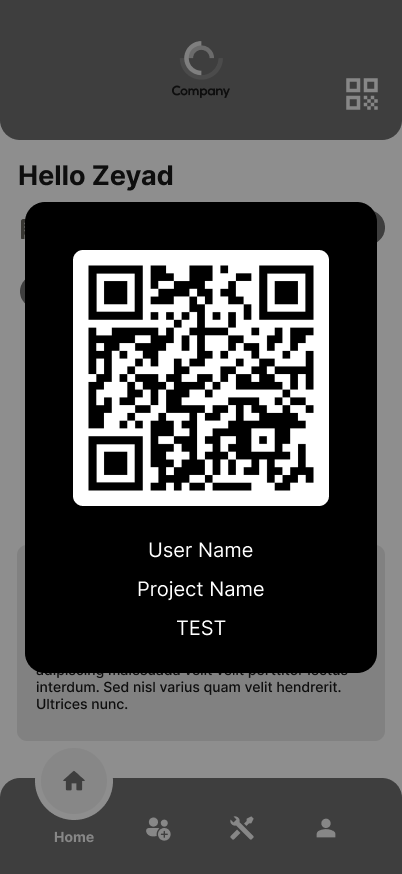 Company
Hello Zeyad
User Name
Project Name
TEST
interdum. Sed nisl varius quam velit hendrerit.
Ultrices nunc.
Home